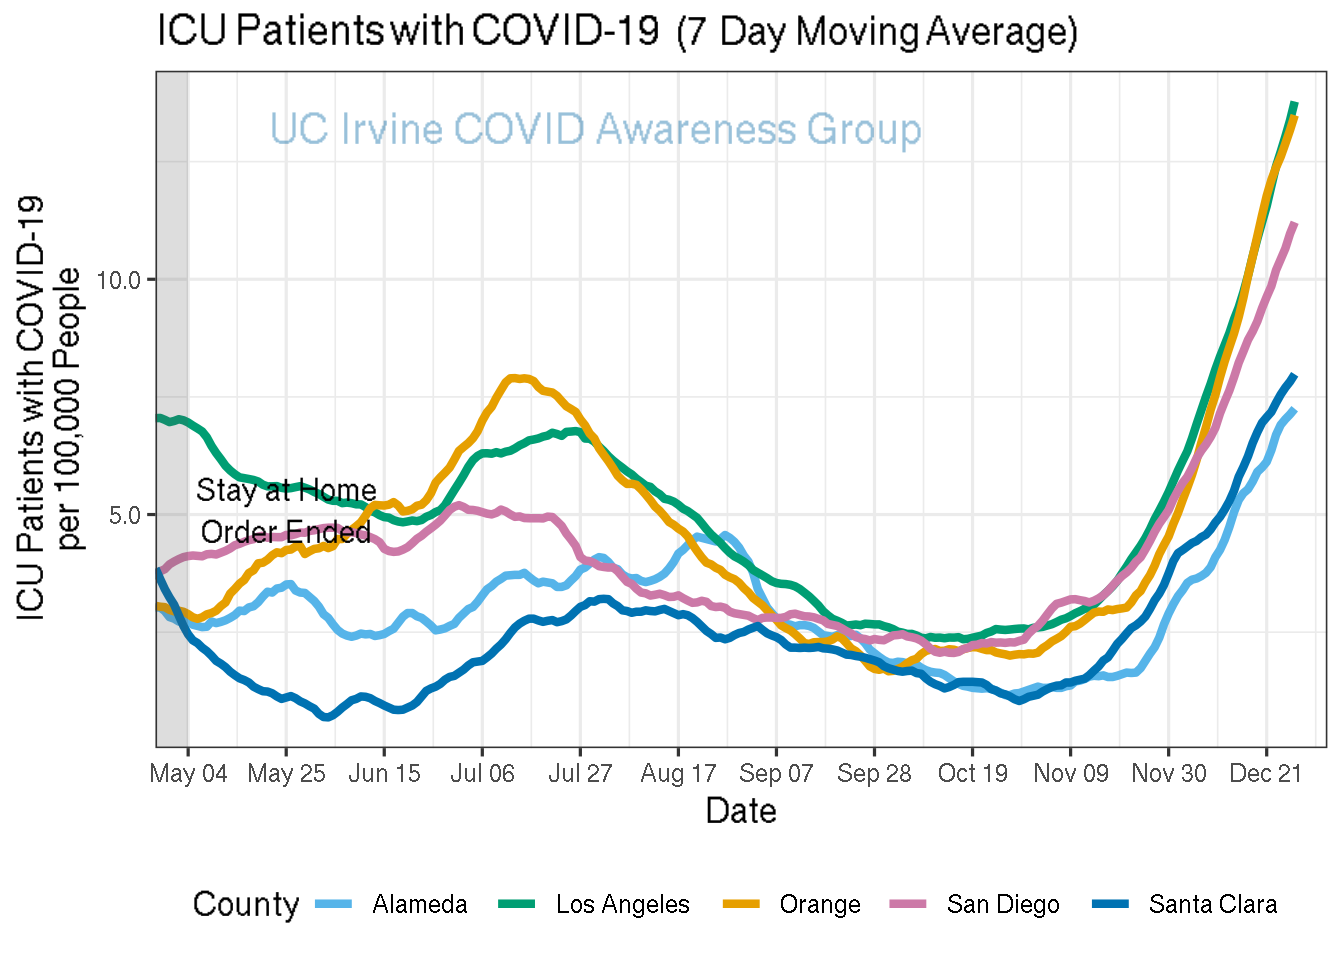 ICU Patients with COVID-19 (7 Day Moving Average)
UC Irvine COVID Awareness Group
ICU Patients with COVID-19
per 100,000 People
10.0
5.0
Stay at Home
Order Ended
May 04 May 25 Jun 15 Jul 06 Jul 27 Aug 17 Sep 07 Sep 28 Oct 19 Nov 09 Nov 30 Dec 21
Date
County Alameda Los Angeles Orange San Diego Santa Clara